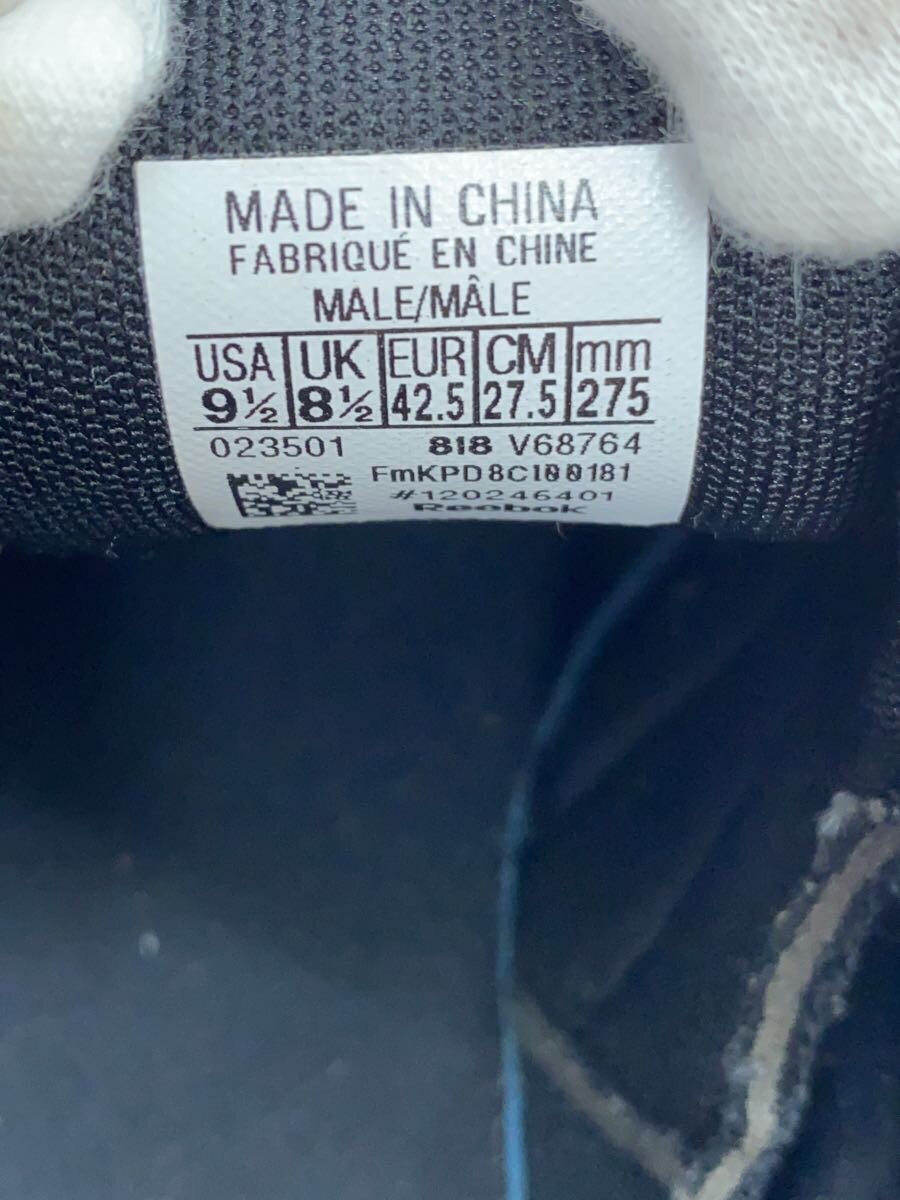 MADE IN CHINA
FABRIQUÉ EN CHINE
MALE/MÂLE
USA UK EUR CM mm
9½ 8½ 42.5 27.5 275
023501 818 V68764
FmKPD8Cl00181
#120246401
Reebok